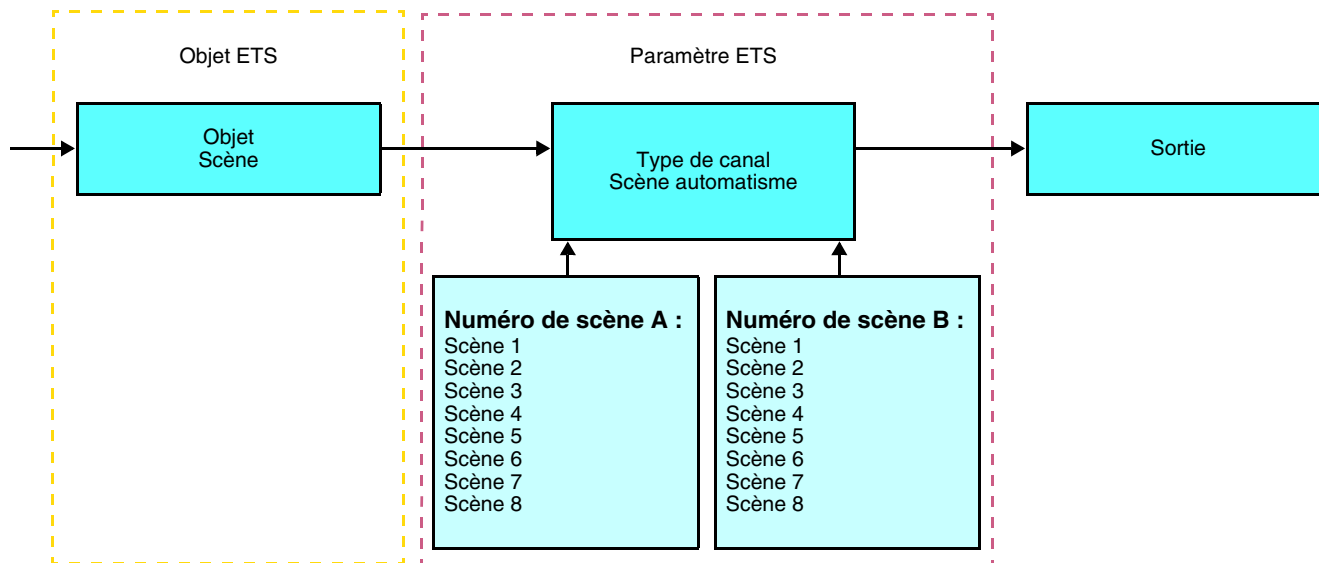 Objet ETS
Paramètre ETS
Objet
Scène
Type de canal
Scène automatisme
Sortie
Numéro de scène A :
Scène 1
Scène 2
Scène 3
Scène 4
Scène 5
Scène 6
Scène 7
Scène 8
Numéro de scène B :
Scène 1
Scène 2
Scène 3
Scène 4
Scène 5
Scène 6
Scène 7
Scène 8